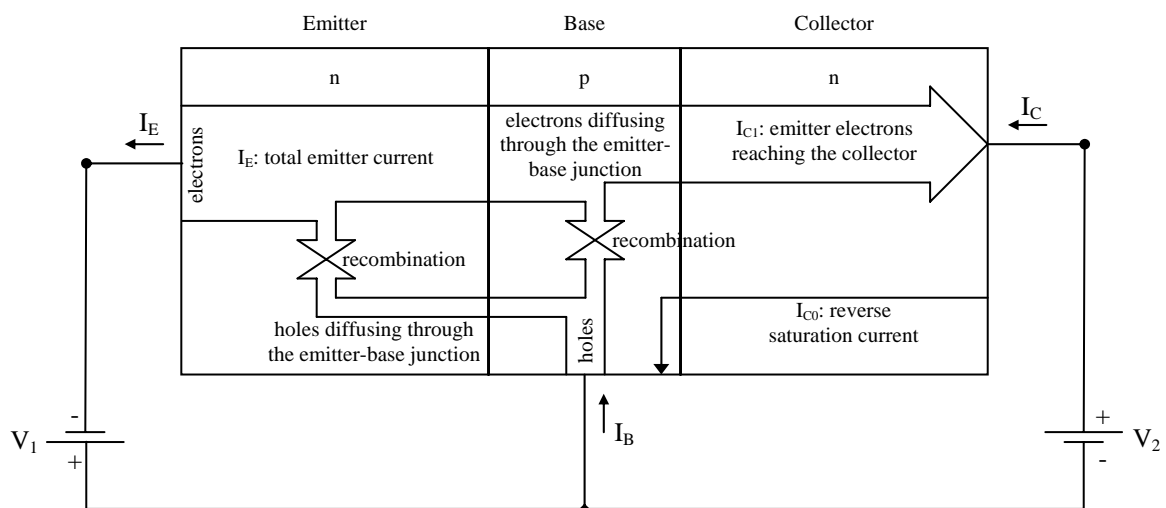 Emitter
Base
Collector
n
p
n
I_E
electrons
I_E: total emitter current
electrons diffusing
through the emitter-
base junction
I_C1: emitter electrons
reaching the collector
I_C
recombination
recombination
holes diffusing through
the emitter-base junction
holes
I_C0: reverse
saturation current
I_B
-
V_1
+
+
V_2
-